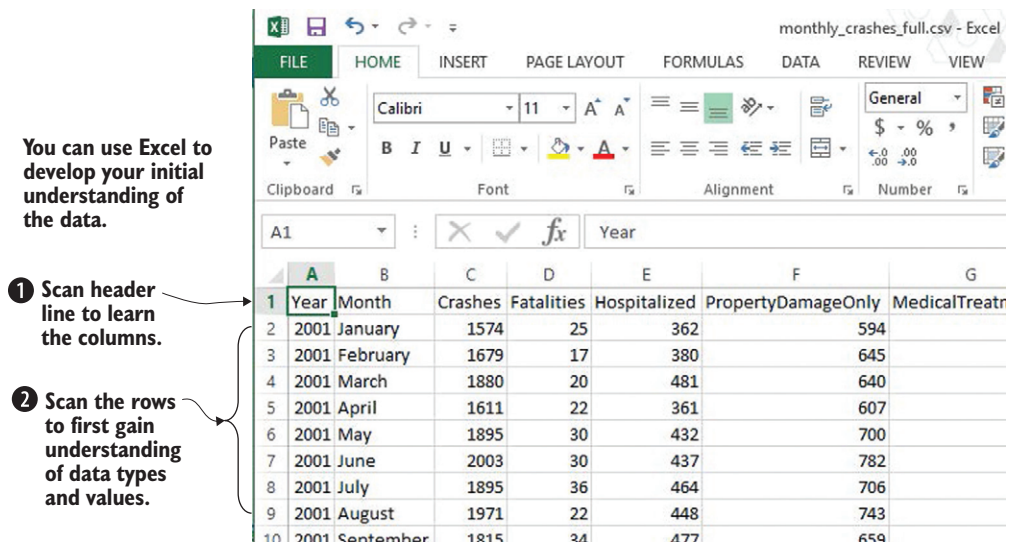 monthly_crashes_full.csv - Excel
FILE HOME INSERT PAGE LAYOUT FORMULAS DATA REVIEW VIEW
Calibri 11 A A General
Paste B I U A $ % ,
.0 .00
.00 .0
Clipboard Font Alignment Number
You can use Excel to
develop your initial
understanding of
the data.
A1 fx Year
A B C D E F G
1 Year Month Crashes Fatalities Hospitalized PropertyDamageOnly MedicalTreatm
2 2001 January 1574 25 362 594
3 2001 February 1679 17 380 645
4 2001 March 1880 20 481 640
5 2001 April 1611 22 361 607
6 2001 May 1895 30 432 700
7 2001 June 2003 30 437 782
8 2001 July 1895 36 464 706
9 2001 August 1971 22 448 743
10 2001 September 1815 34 477 659
1 Scan header
line to learn
the columns.
2 Scan the rows
to first gain
understanding
of data types
and values.